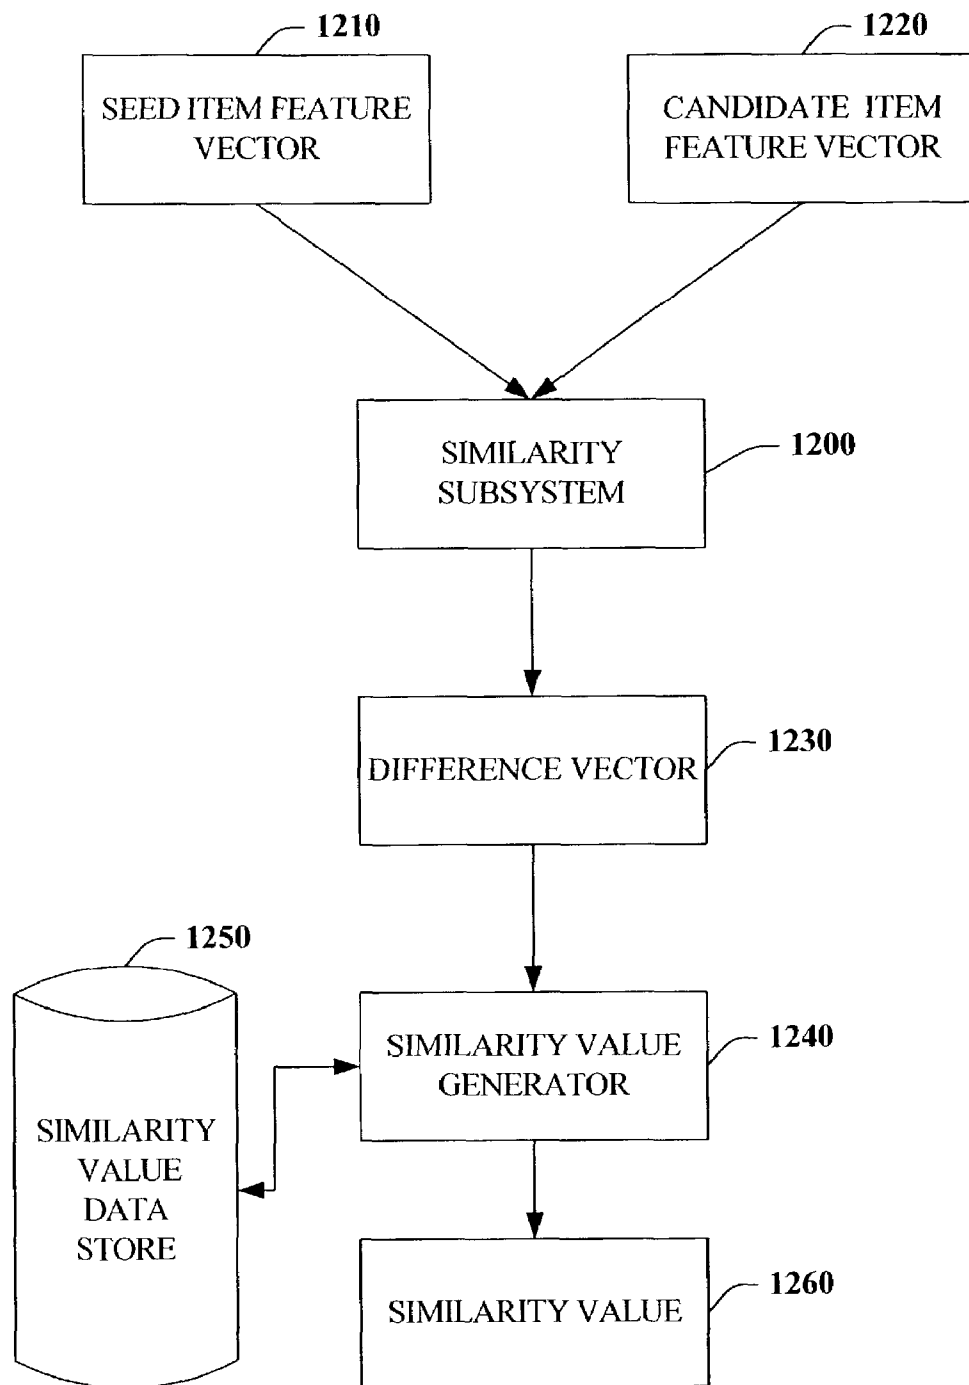 1210
1220
SEED ITEM FEATURE
VECTOR
CANDIDATE ITEM
FEATURE VECTOR
SIMILARITY
SUBSYSTEM
1200
DIFFERENCE VECTOR
1230
1250
SIMILARITY VALUE
GENERATOR
1240
SIMILARITY
VALUE
DATA
STORE
SIMILARITY VALUE
1260